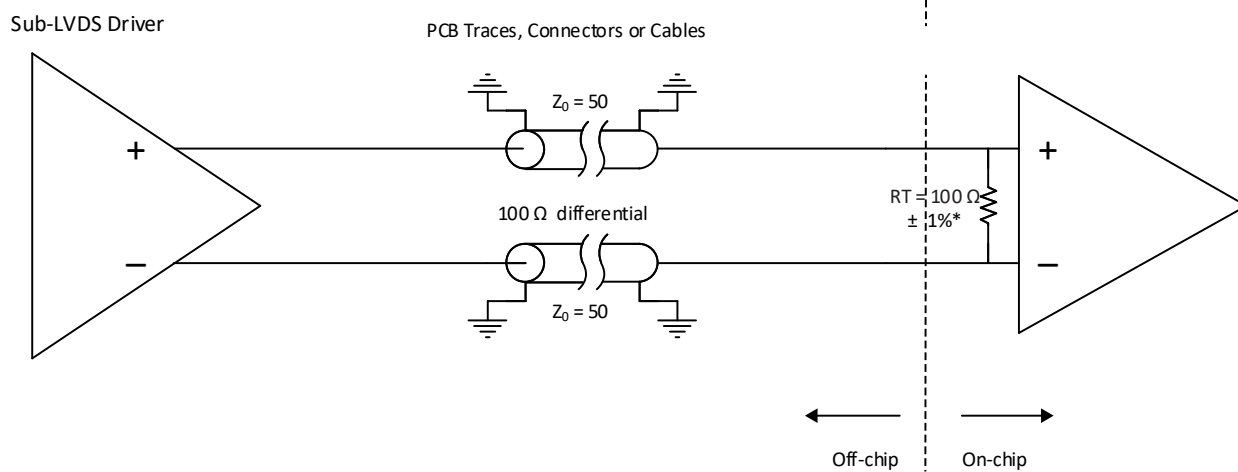 Sub-LVDS Driver
PCB Traces, Connectors or Cables
Z₀ = 50
+
+
RT = 100 Ω
± 1%*
100 Ω differential
−
−
Z₀ = 50
Off-chip
On-chip